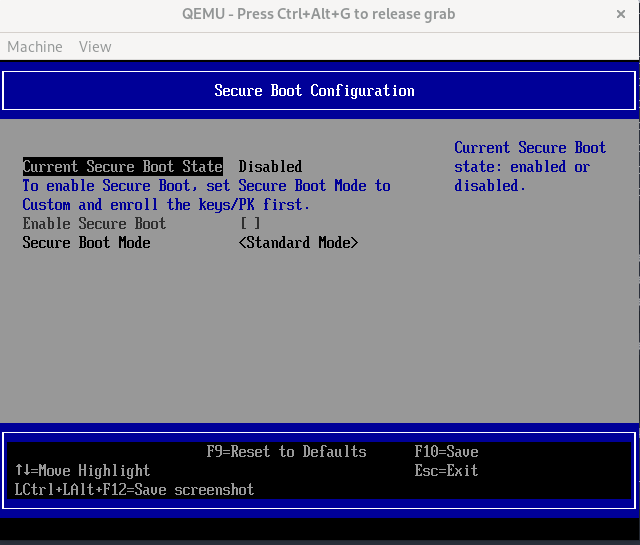 QEMU - Press Ctrl+Alt+G to release grab
×
Machine View
Secure Boot Configuration
Current Secure Boot State Disabled
To enable Secure Boot, set Secure Boot Mode to
Custom and enroll the keys/PK first.
Enable Secure Boot [ ]
Secure Boot Mode <Standard Mode>
Current Secure Boot
state: enabled or
disabled.
F9=Reset to Defaults F10=Save
↑↓=Move Highlight Esc=Exit
LCtrl+LAlt+F12=Save screenshot